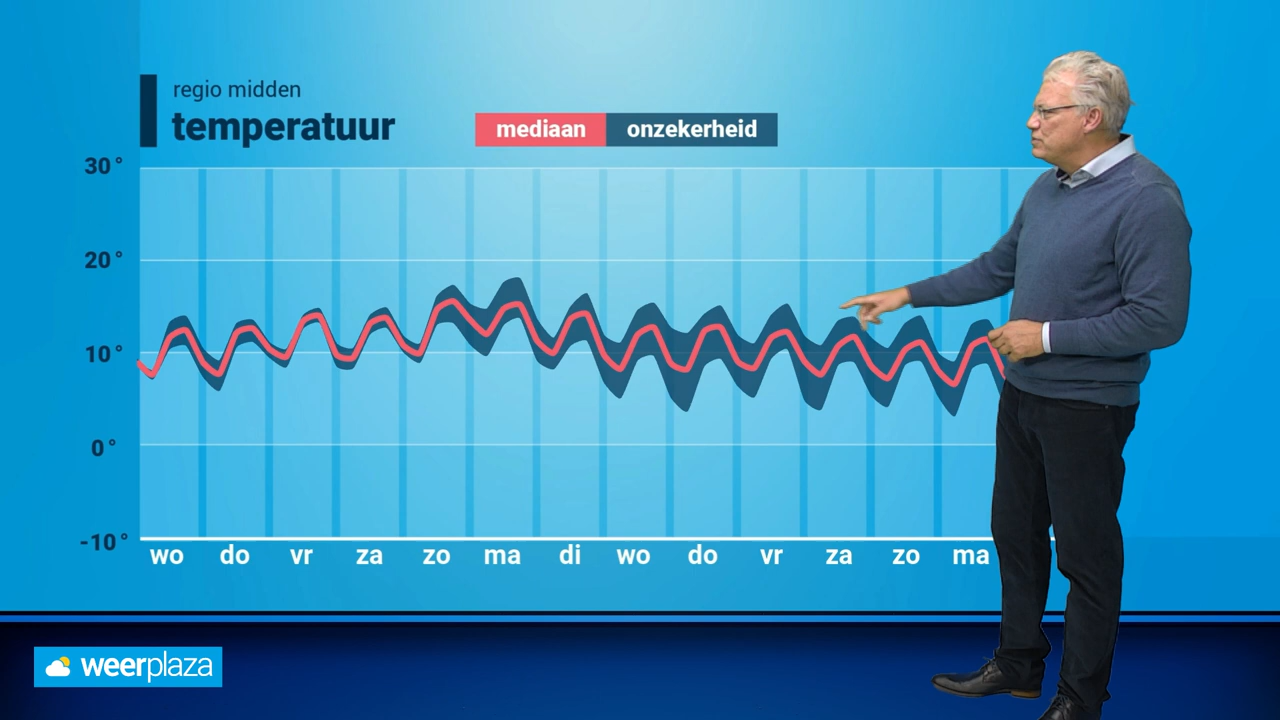 regio midden
temperatuur
mediaan onzekerheid
30°
20°
10°
0°
-10°
wo do vr za zo ma di wo do vr za zo ma
weerplaza